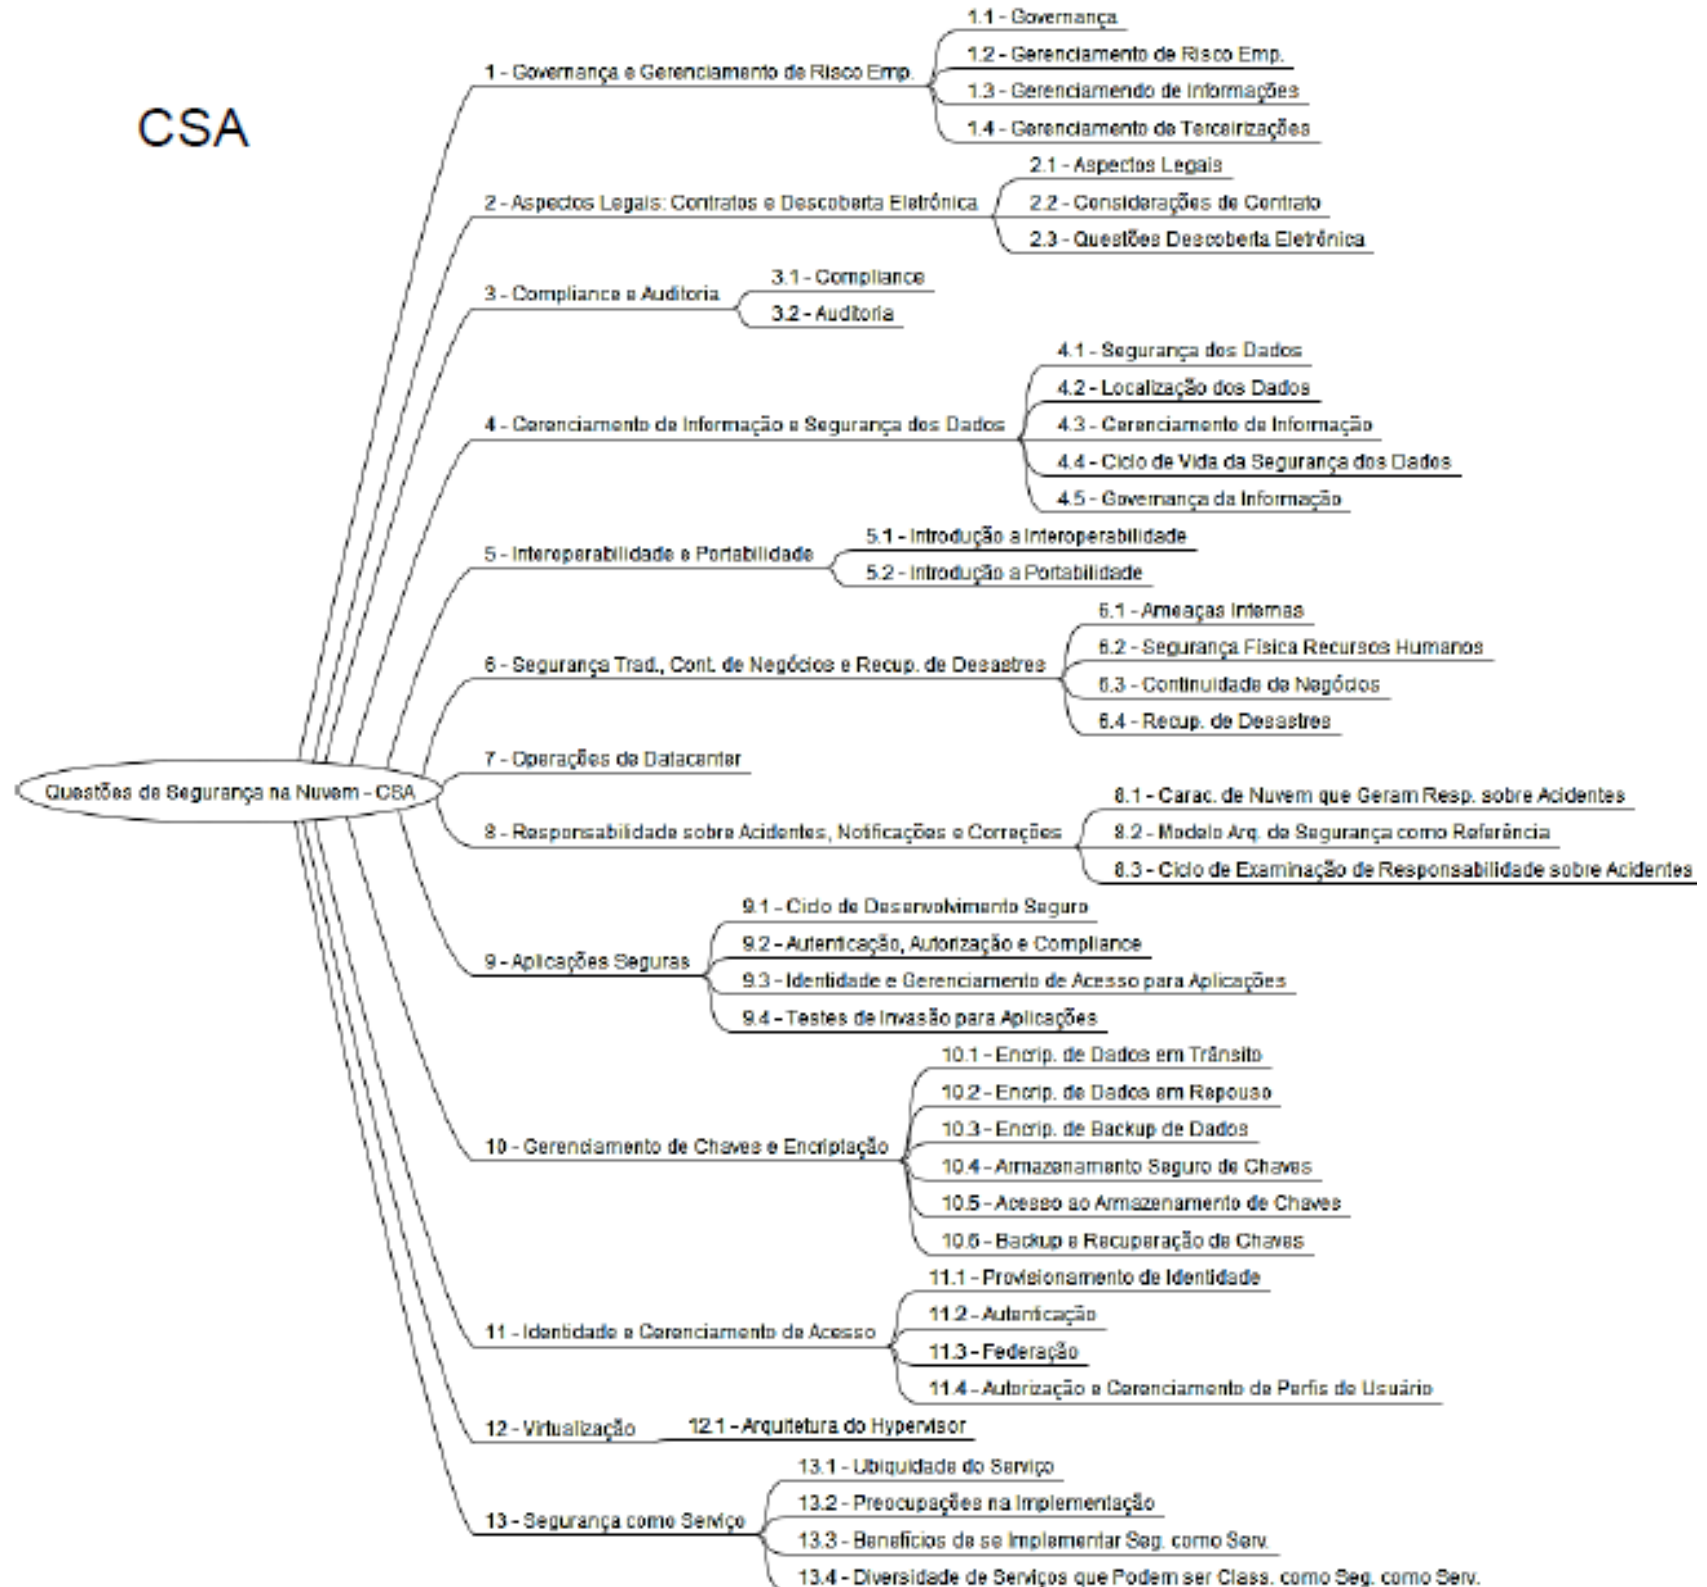 CSA
Questões de Segurança na Nuvem - CSA
1 - Governança e Gerenciamento de Risco Emp.
1.1 - Governança
1.2 - Gerenciamento de Risco Emp.
1.3 - Gerenciamendo de Informações
1.4 - Gerenciamento de Terceirizações
2 - Aspectos Legais: Contratos e Descoberta Eletrônica
2.1 - Aspectos Legais
2.2 - Considerações de Contrato
2.3 - Questões Descoberta Eletrônica
3 - Compliance e Auditoria
3.1 - Compliance
3.2 - Auditoria
4 - Gerenciamento de Informação e Segurança dos Dados
4.1 - Segurança dos Dados
4.2 - Localização dos Dados
4.3 - Gerenciamento de Informação
4.4 - Ciclo de Vida da Segurança dos Dados
4.5 - Governança da Informação
5 - Interoperabilidade e Portabilidade
5.1 - Introdução a Interoperabilidade
5.2 - Introdução a Portabilidade
6 - Segurança Trad., Cont. de Negócios e Recup. de Desastres
6.1 - Ameaças Internas
6.2 - Segurança Física Recursos Humanos
6.3 - Continuidade de Negócios
6.4 - Recup. de Desastres
7 - Operações de Datacenter
8 - Responsabilidade sobre Acidentes, Notificações e Correções
8.1 - Carac. de Nuvem que Geram Resp. sobre Acidentes
8.2 - Modelo Arq. de Segurança como Referência
8.3 - Ciclo de Examinação de Responsabilidade sobre Acidentes
9 - Aplicações Seguras
9.1 - Ciclo de Desenvolvimento Seguro
9.2 - Autenticação, Autorização e Compliance
9.3 - Identidade e Gerenciamento de Acesso para Aplicações
9.4 - Testes de Invasão para Aplicações
10 - Gerenciamento de Chaves e Encriptação
10.1 - Encrip. de Dados em Trânsito
10.2 - Encrip. de Dados em Repouso
10.3 - Encrip. de Backup de Dados
10.4 - Armazenamento Seguro de Chaves
10.5 - Acesso ao Armazenamento de Chaves
10.6 - Backup e Recuperação de Chaves
11 - Identidade e Gerenciamento de Acesso
11.1 - Provisionamento de Identidade
11.2 - Autenticação
11.3 - Federação
11.4 - Autorização e Gerenciamento de Perfis de Usuário
12 - Virtualização
12.1 - Arquitetura do Hypervisor
13 - Segurança como Serviço
13.1 - Ubiquidade do Serviço
13.2 - Preocupações na Implementação
13.3 - Benefícios de se Implementar Seg. como Serv.
13.4 - Diversidade de Serviços que Podem ser Class. como Seg. como Serv.